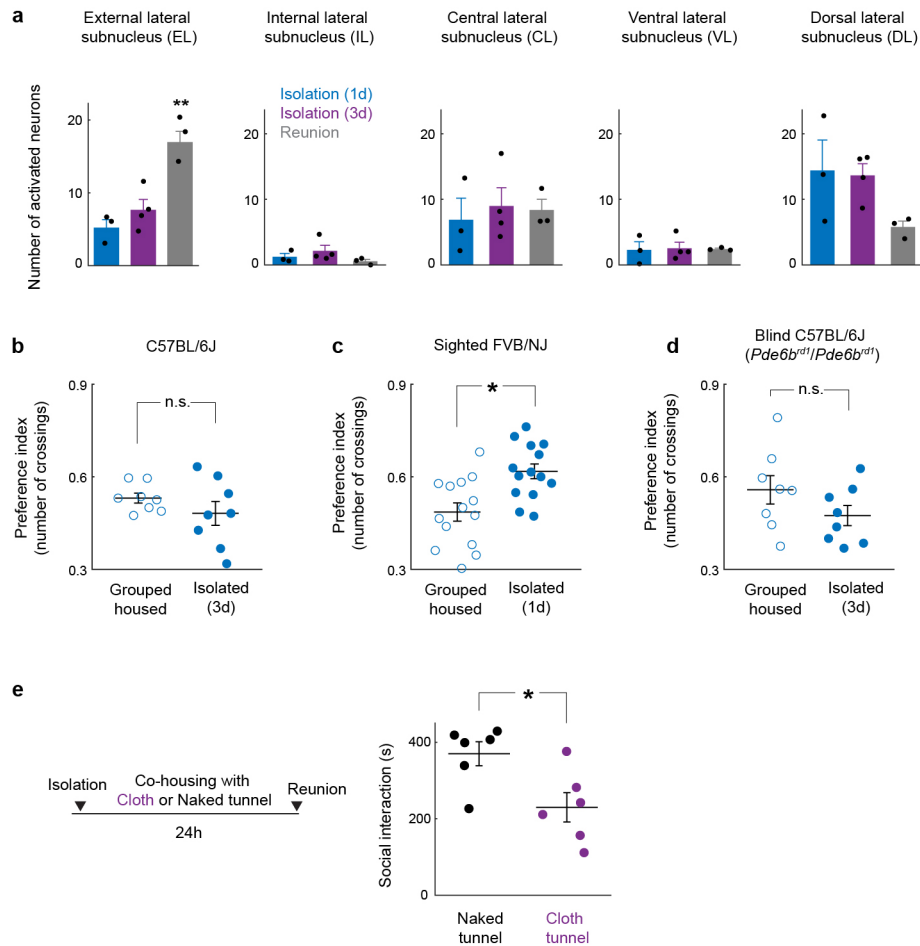 a
External lateral
subnucleus (EL)
Internal lateral
subnucleus (IL)
Central lateral
subnucleus (CL)
Ventral lateral
subnucleus (VL)
Dorsal lateral
subnucleus (DL)
Number of activated neurons
20
10
0
**
Isolation (1d)
Isolation (3d)
Reunion
20
10
0
20
10
0
20
10
0
20
10
0
b
C57BL/6J
Preference index
(number of crossings)
0.9
0.6
0.3
n.s.
Grouped
housed
Isolated
(3d)
c
Sighted FVB/NJ
Preference index
(number of crossings)
0.9
0.6
0.3
*
Grouped
housed
Isolated
(1d)
d
Blind C57BL/6J
(Pde6brd1/Pde6brd1)
Preference index
(number of crossings)
0.9
0.6
0.3
n.s.
Grouped
housed
Isolated
(3d)
e
Isolation
Co-housing with
Cloth or Naked tunnel
Reunion
24h
Social interaction (s)
400
200
0
*
Naked
tunnel
Cloth
tunnel